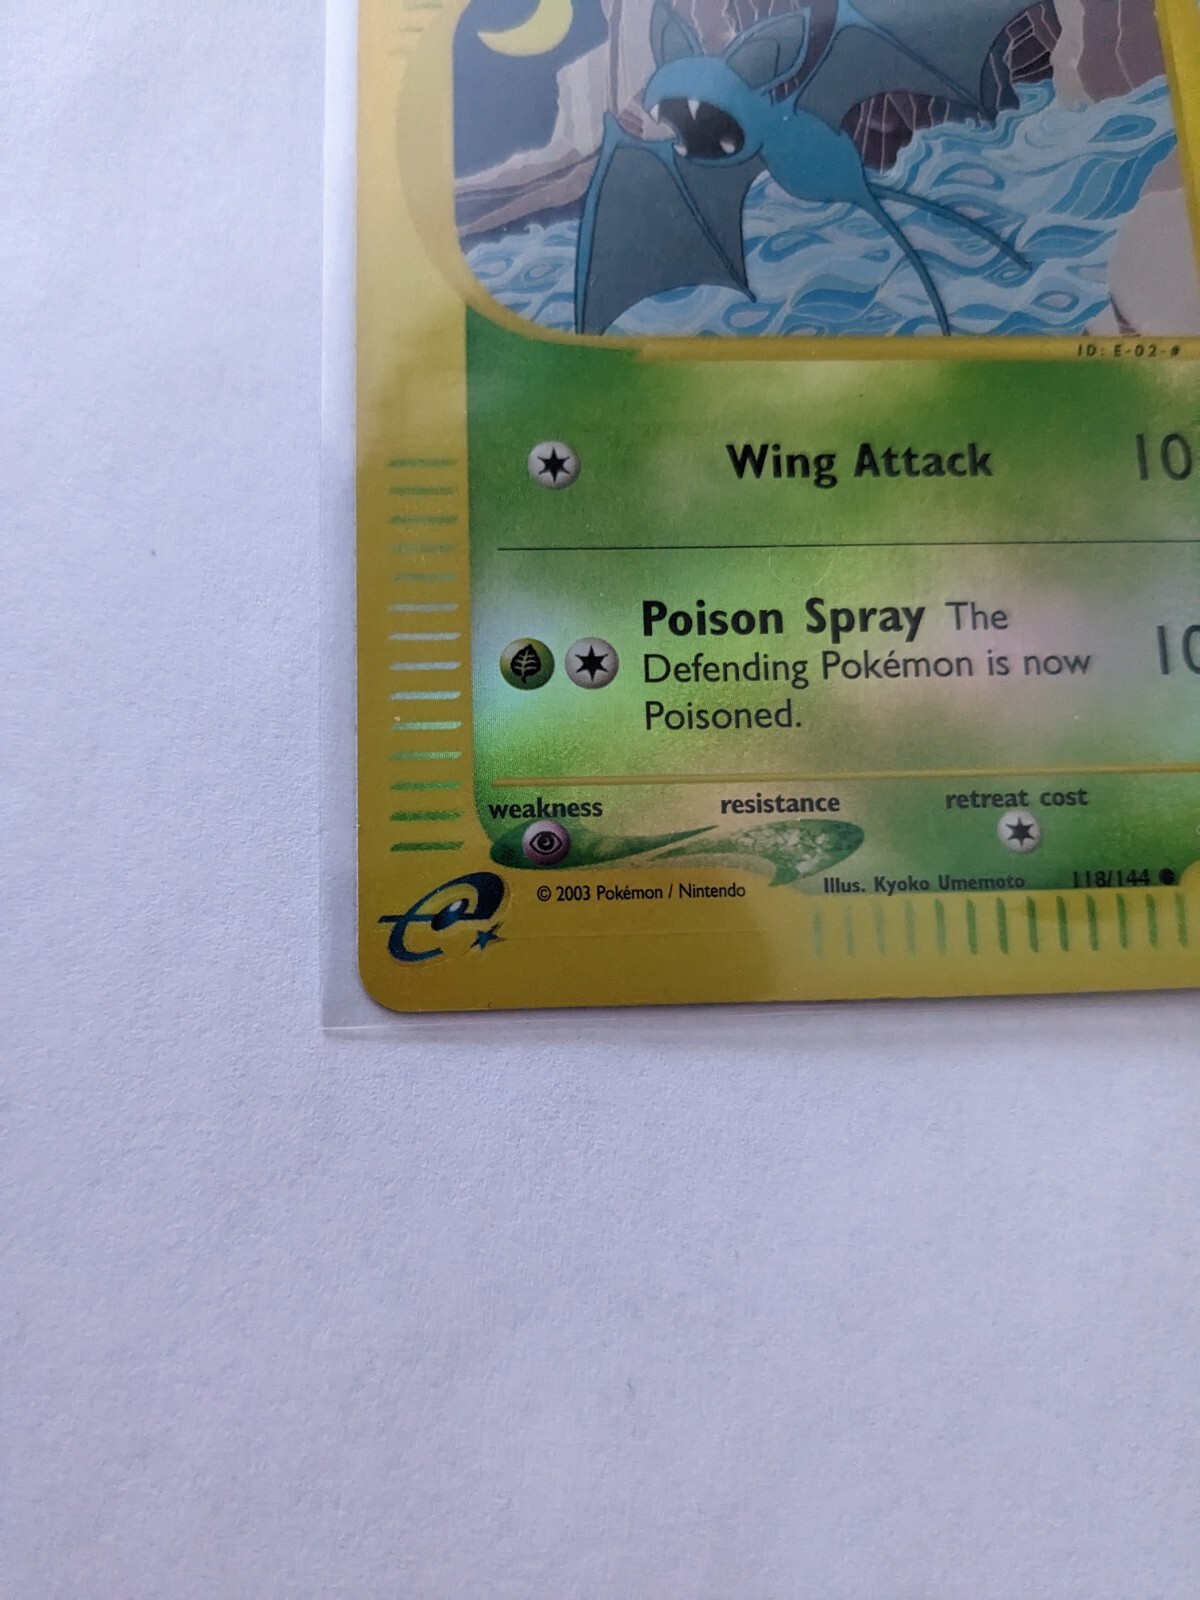 ID: E-02-#
Wing Attack 10
Poison Spray The
Defending Pokémon is now 10
Poisoned.
weakness resistance retreat cost
© 2003 Pokémon / Nintendo Illus. Kyoko Umemoto 118/144 ●